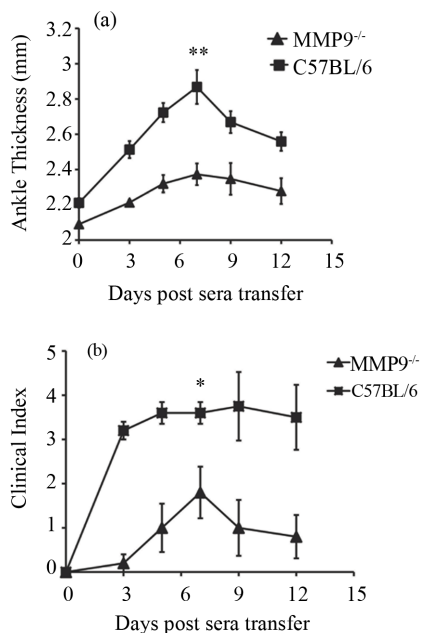 (a)
MMP9-/-
C57BL/6
**
3.2
3
2.8
2.6
2.4
2.2
2
Ankle Thickness (mm)
0 3 6 9 12 15
Days post sera transfer
(b)
MMP9-/-
C57BL/6
*
5
4
3
2
1
0
Clinical Index
0 3 6 9 12 15
Days post sera transfer